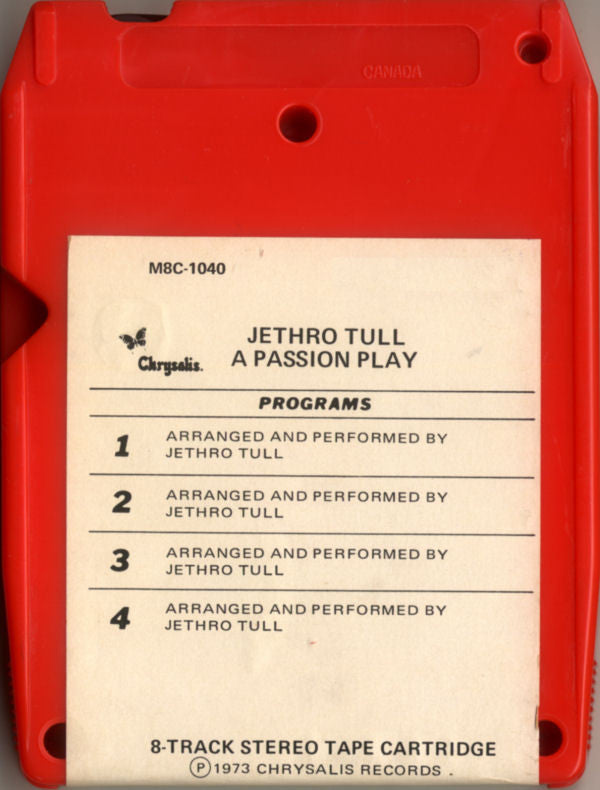 CANADA
M8C-1040
Chrysalis.
JETHRO TULL
A PASSION PLAY
PROGRAMS
1 ARRANGED AND PERFORMED BY
JETHRO TULL
2 ARRANGED AND PERFORMED BY
JETHRO TULL
3 ARRANGED AND PERFORMED BY
JETHRO TULL
4 ARRANGED AND PERFORMED BY
JETHRO TULL
8-TRACK STEREO TAPE CARTRIDGE
Ⓟ1973 CHRYSALIS RECORDS .